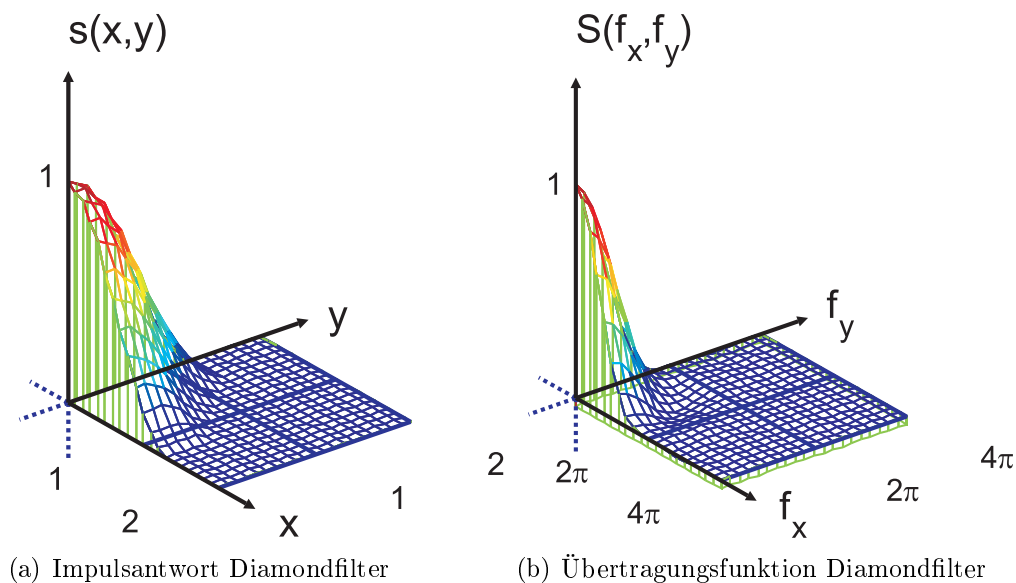 s(x,y)
1
y
1
2
x
1
(a) Impulsantwort Diamondfilter
S(f_x,f_y)
1
f_y
2
2π
4π
f_x
2π
4π
(b) Übertragungsfunktion Diamondfilter